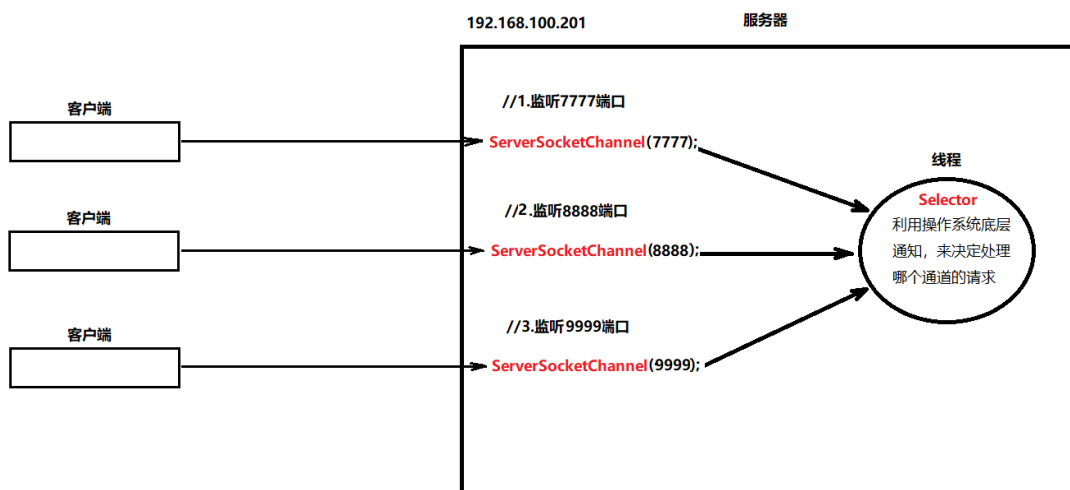 192.168.100.201
服务器
//1.监听7777端口
客户端
ServerSocketChannel(7777);
线程
Selector
利用操作系统底层
通知，来决定处理
哪个通道的请求
//2.监听8888端口
客户端
ServerSocketChannel(8888);
//3.监听9999端口
客户端
ServerSocketChannel(9999);